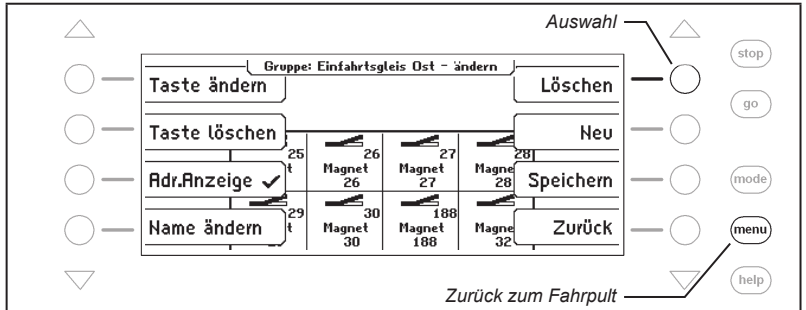 Auswahl
stop
Gruppe: Einfahrtsgleis Ost - ändern
Taste ändern
Löschen
go
Taste löschen
Neu
25 26 27 28
t Magnet Magnet Magne
26 27 28
Adr.Anzeige ✓
Speichern
mode
29 30 188
t Magnet Magnet Magne
30 188 32
Name ändern
Zurück
menu
help
Zurück zum Fahrpult